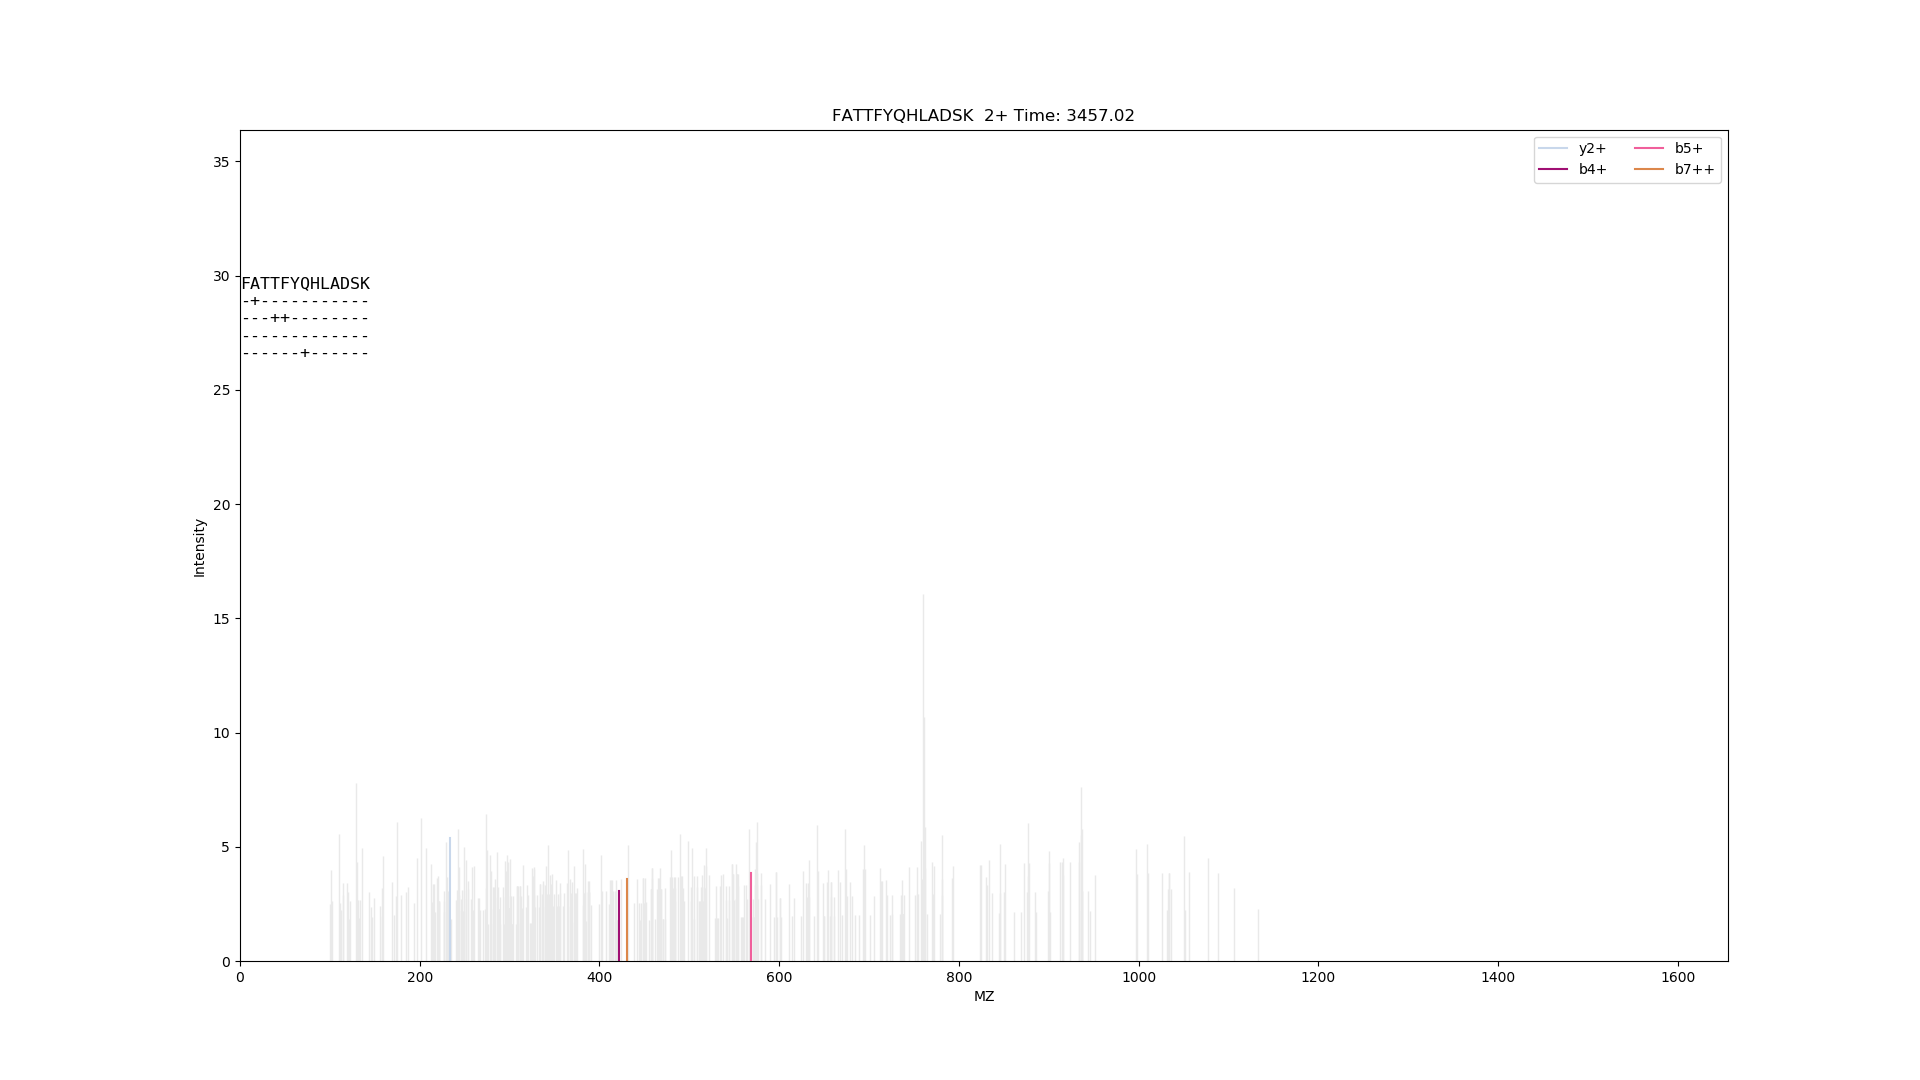 FATTFYQHLADSK  2+ Time: 3457.02
y2+
b4+
b5+
b7++
35
30
25
20
15
10
5
0
Intensity
FATTFYQHLADSK
-+-----------
---++--------
-------------
------+------
0 200 400 600 800 1000 1200 1400 1600
MZ